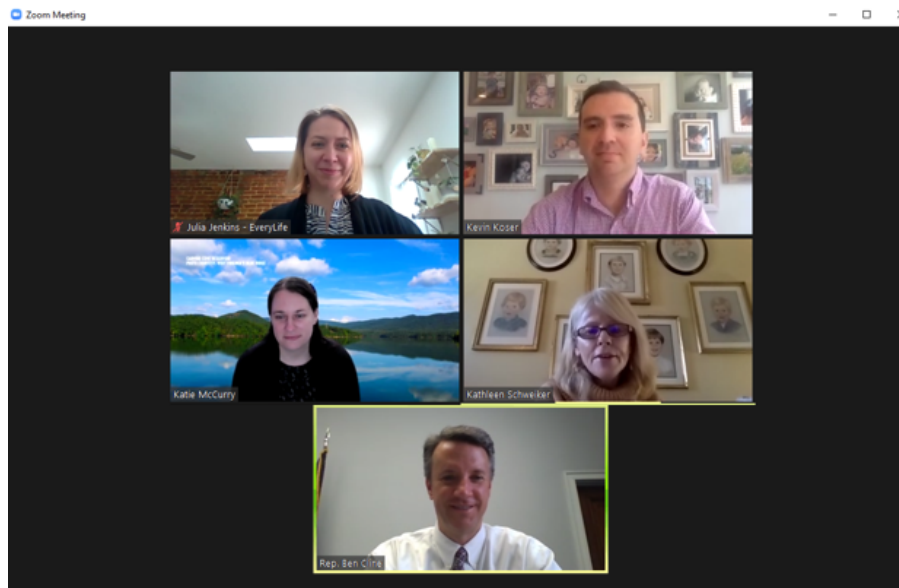 Zoom Meeting
Julia Jenkins - EveryLife
Kevin Koser
Katie McCurry
Kathleen Schweiker
Rep. Ben Cline